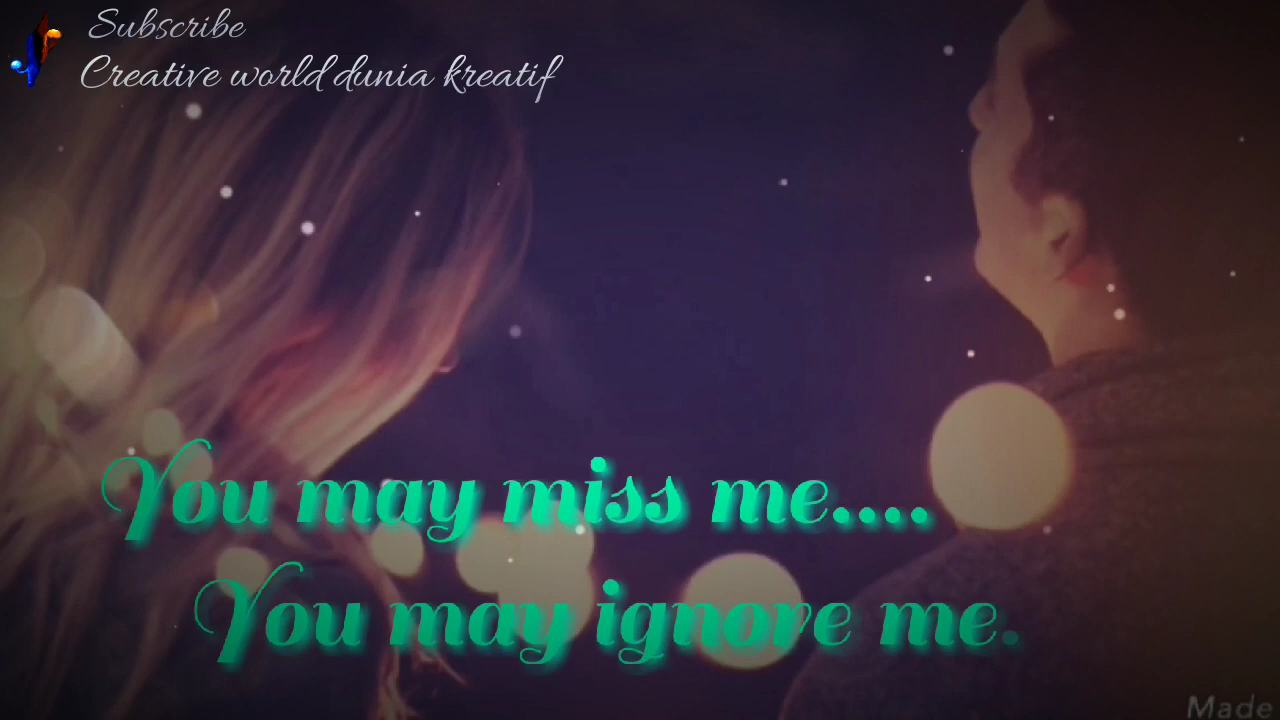 Subscribe
Creative world dunia kreatif
You may miss me....
You may ignore me.
Made